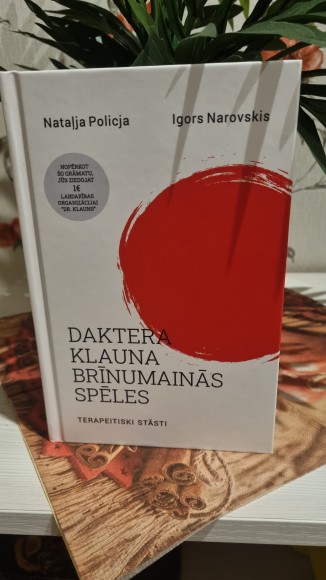 Nataļja Policja
Igors Narovskis
NOPĒRKOT
ŠO GRĀMATU,
JŪS ZIEDOJAT
1€
LABDARĪBAS
ORGANIZĀCIJAI
"DR. KLAUNS"
DAKTERA
KLAUNA
BRĪNUMAINĀS
SPĒLES
TERAPEITISKI STĀSTI